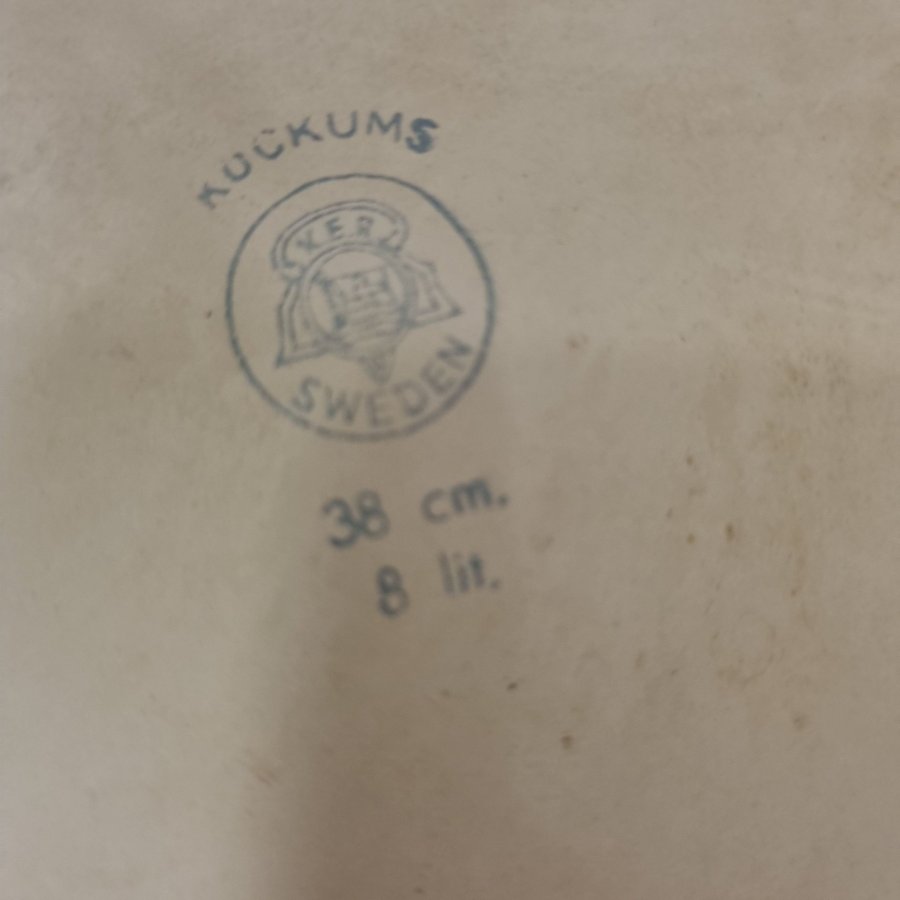 KOCKUMS
KER
SWEDEN
38 cm.
8 lit.